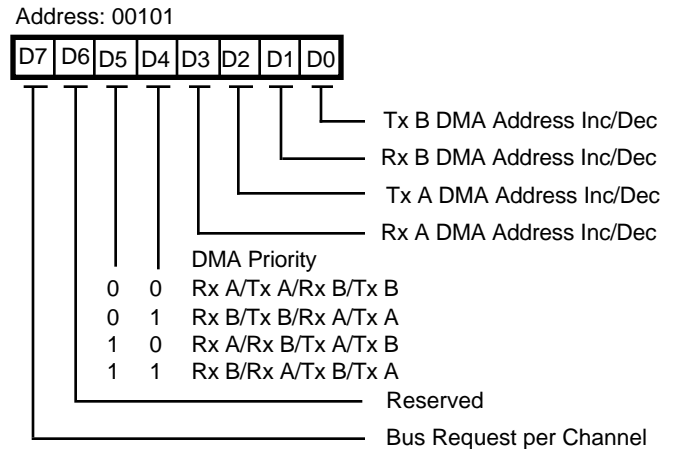 Address: 00101
D7 D6 D5 D4 D3 D2 D1 D0
Tx B DMA Address Inc/Dec
Rx B DMA Address Inc/Dec
Tx A DMA Address Inc/Dec
Rx A DMA Address Inc/Dec
DMA Priority
0 0 Rx A/Tx A/Rx B/Tx B
0 1 Rx B/Tx B/Rx A/Tx A
1 0 Rx A/Rx B/Tx A/Tx B
1 1 Rx B/Rx A/Tx B/Tx A
Reserved
Bus Request per Channel